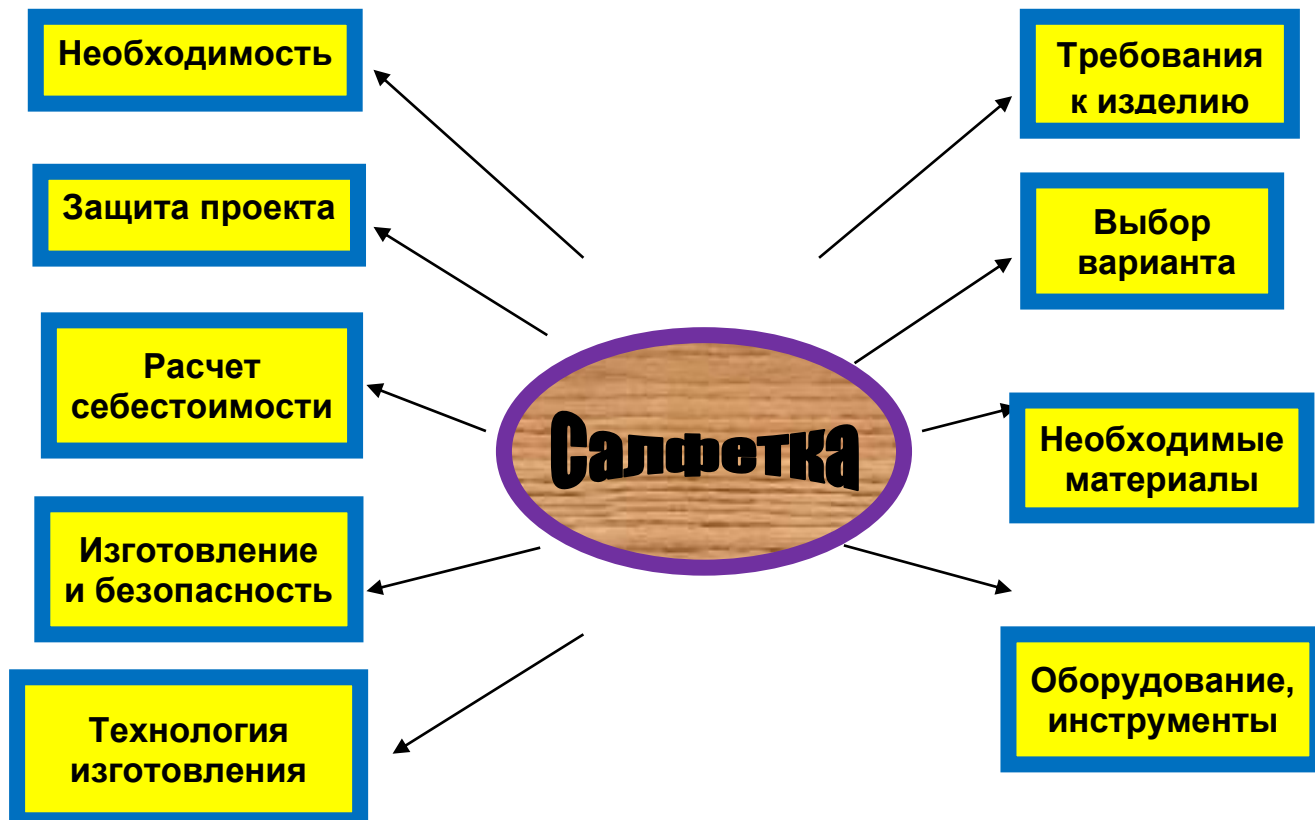 Необходимость
Защита проекта
Расчет
себестоимости
Изготовление
и безопасность
Технология
изготовления
Салфетка
Требования
к изделию
Выбор
варианта
Необходимые
материалы
Оборудование,
инструменты